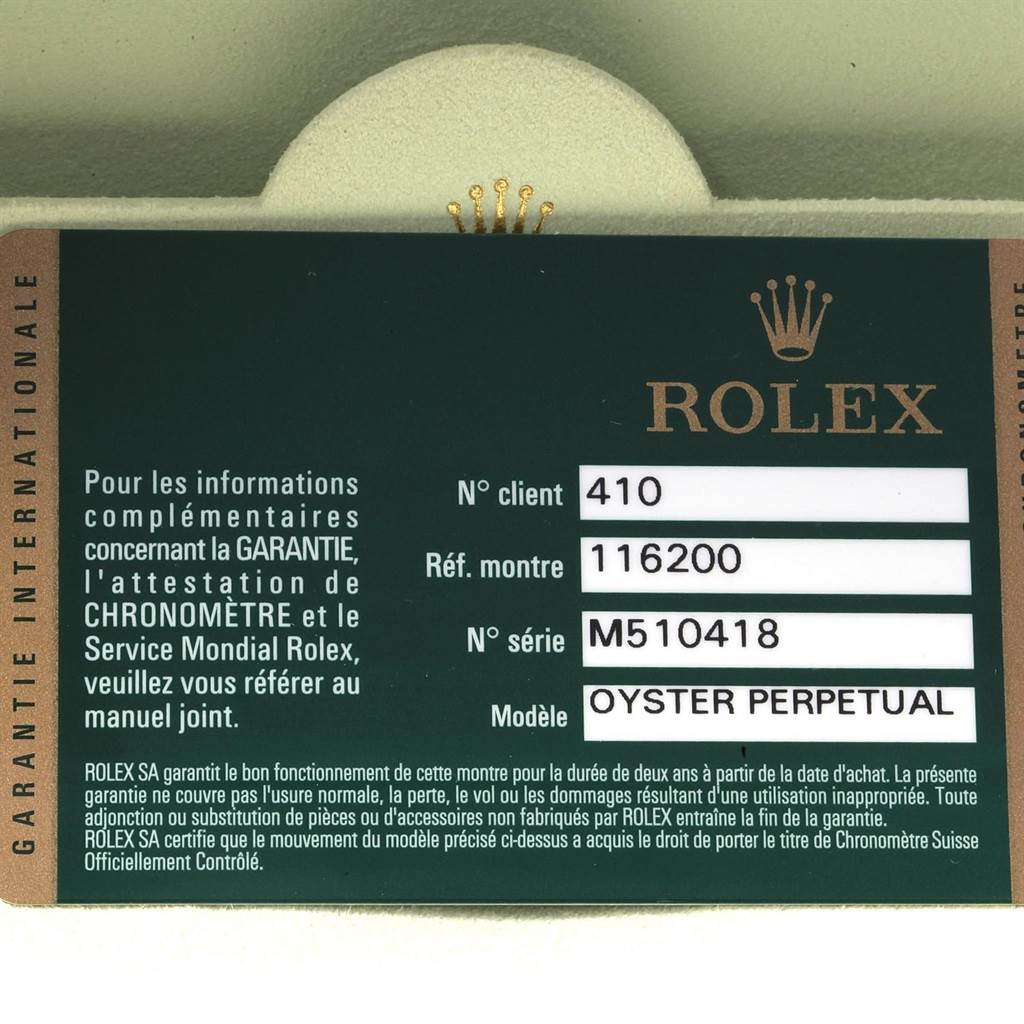 GARANTIE INTERNATIONALE
ROLEX
Pour les informations
complémentaires
concernant la GARANTIE,
l'attestation de
CHRONOMÈTRE et le
Service Mondial Rolex,
veuillez vous référer au
manuel joint.
N° client 410
Réf. montre 116200
N° série M510418
Modèle OYSTER PERPETUAL
ROLEX SA garantit le bon fonctionnement de cette montre pour la durée de deux ans à partir de la date d'achat. La présente
garantie ne couvre pas l'usure normale, la perte, le vol ou les dommages résultant d'une utilisation inappropriée. Toute
adjonction ou substitution de pièces ou d'accessoires non fabriqués par ROLEX entraîne la fin de la garantie.
ROLEX SA certifie que le mouvement du modèle précisé ci-dessus a acquis le droit de porter le titre de Chronomètre Suisse
Officiellement Contrôlé.